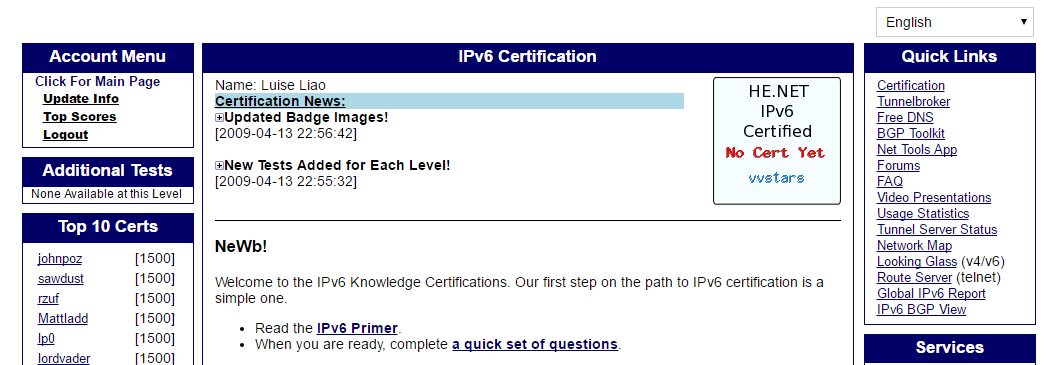 English
Account Menu
Click For Main Page
Update Info
Top Scores
Logout
Additional Tests
None Available at this Level
Top 10 Certs
johnpoz [1500]
sawdust [1500]
rzuf [1500]
Mattladd [1500]
lp0 [1500]
lordvader [1500]
IPv6 Certification
Name: Luise Liao
Certification News:
Updated Badge Images!
[2009-04-13 22:56:42]
New Tests Added for Each Level!
[2009-04-13 22:55:32]
HE.NET
IPv6
Certified
No Cert Yet
vvstars
NeWb!
Welcome to the IPv6 Knowledge Certifications. Our first step on the path to IPv6 certification is a
simple one.
• Read the IPv6 Primer.
• When you are ready, complete a quick set of questions.
Quick Links
Certification
Tunnelbroker
Free DNS
BGP Toolkit
Net Tools App
Forums
FAQ
Video Presentations
Usage Statistics
Tunnel Server Status
Network Map
Looking Glass (v4/v6)
Route Server (telnet)
Global IPv6 Report
IPv6 BGP View
Services